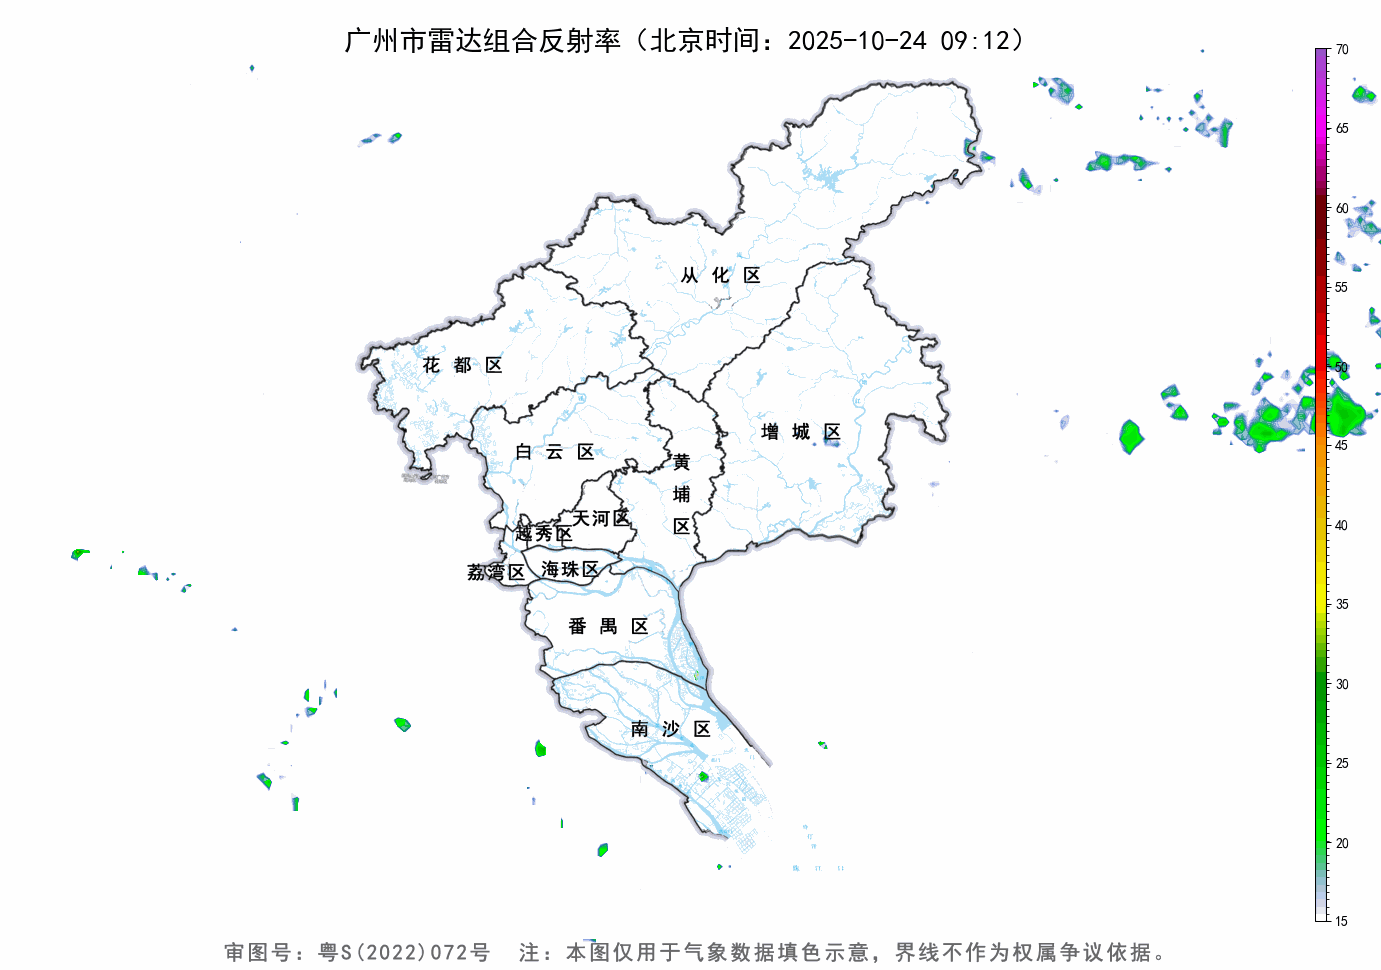 广州市雷达组合反射率（北京时间：2025-10-24 09:12）
70
65
60
55
50
45
40
35
30
25
20
15
从化区
花都区
增城区
白云区
黄埔区
天河区
越秀区
荔湾区
海珠区
番禺区
南沙区
审图号：粤S(2022)072号 注：本图仅用于气象数据填色示意，界线不作为权属争议依据。